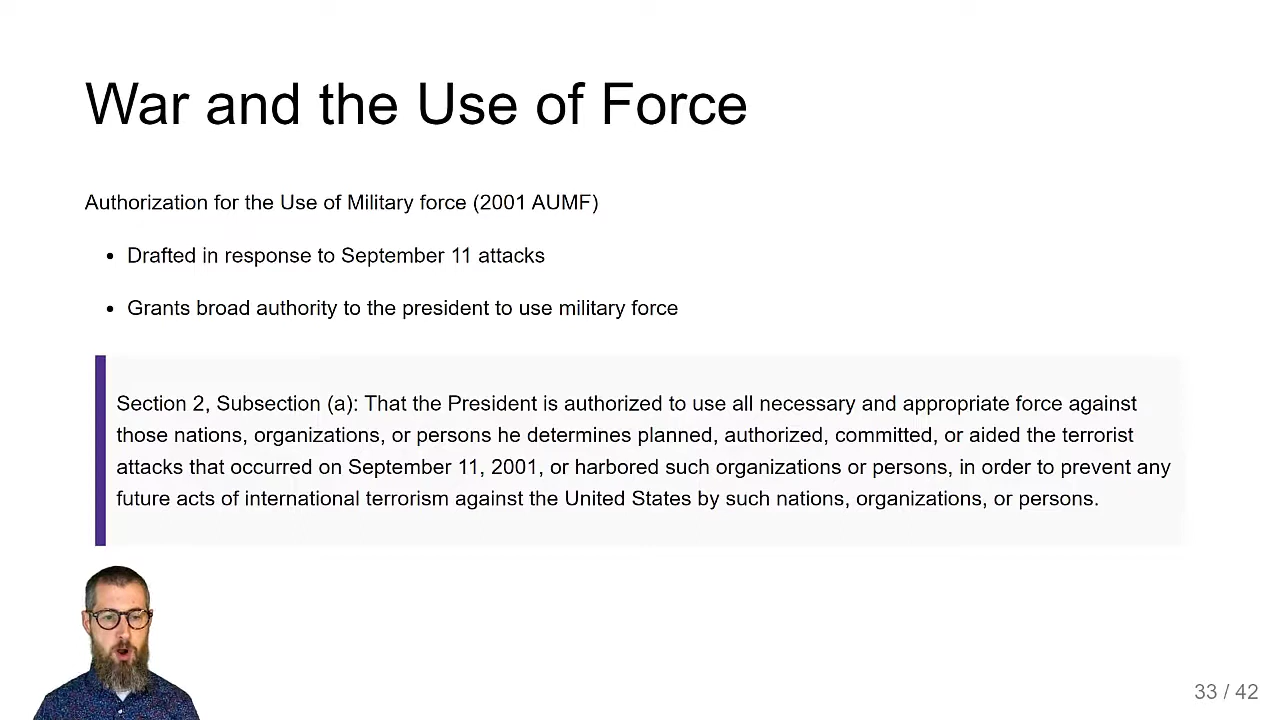 War and the Use of Force
Authorization for the Use of Military force (2001 AUMF)
• Drafted in response to September 11 attacks
• Grants broad authority to the president to use military force
Section 2, Subsection (a): That the President is authorized to use all necessary and appropriate force against
those nations, organizations, or persons he determines planned, authorized, committed, or aided the terrorist
attacks that occurred on September 11, 2001, or harbored such organizations or persons, in order to prevent any
future acts of international terrorism against the United States by such nations, organizations, or persons.
33 / 42